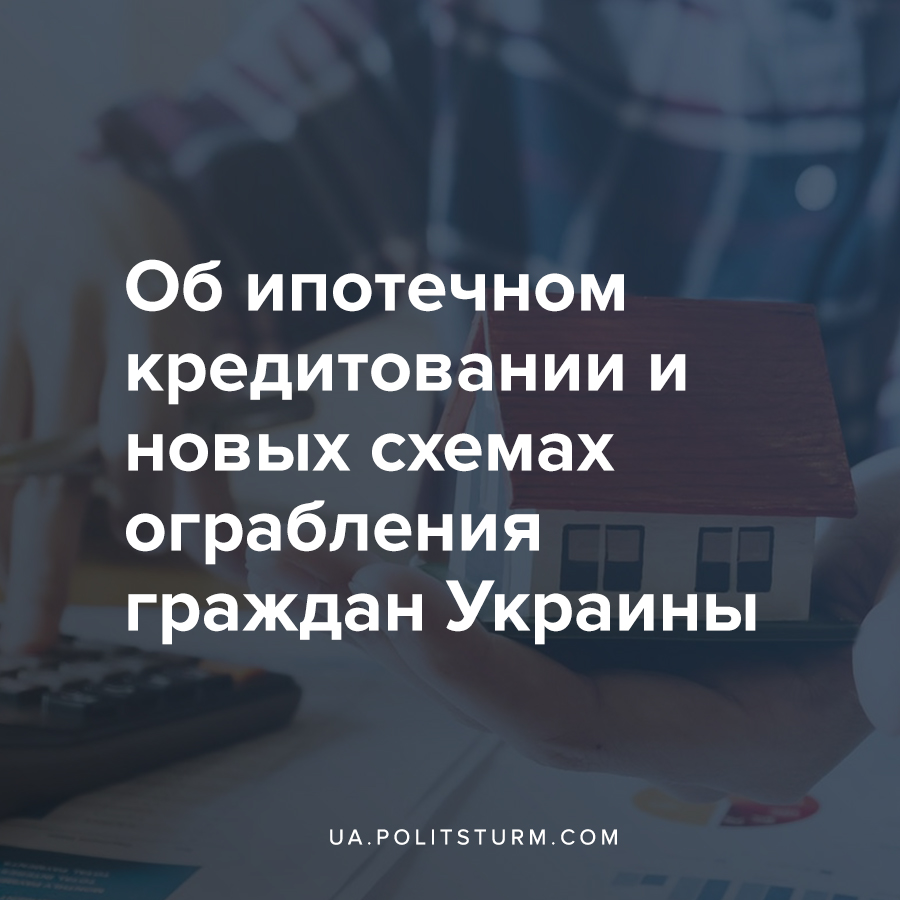 Об ипотечном
кредитовании и
новых схемах
ограбления
граждан Украины
UA.POLITSTURM.COM